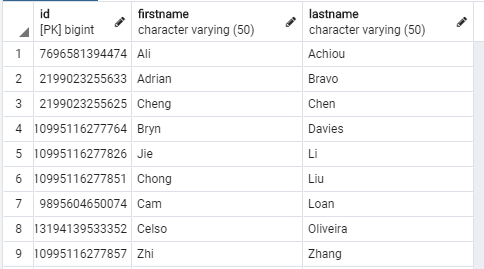 id firstname lastname
[PK] bigint character varying (50) character varying (50)
1 7696581394474 Ali Achiou
2 2199023255633 Adrian Bravo
3 2199023255625 Cheng Chen
4 10995116277764 Bryn Davies
5 10995116277826 Jie Li
6 10995116277851 Chong Liu
7 9895604650074 Cam Loan
8 13194139533352 Celso Oliveira
9 10995116277857 Zhi Zhang